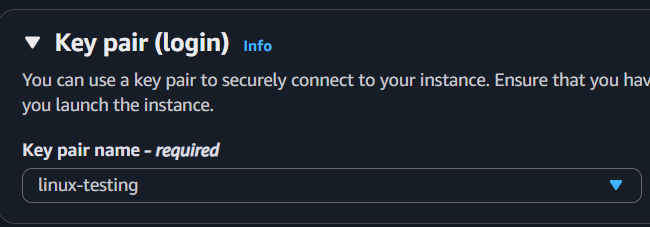 Key pair (login) Info
You can use a key pair to securely connect to your instance. Ensure that you hav
you launch the instance.
Key pair name - required
linux-testing